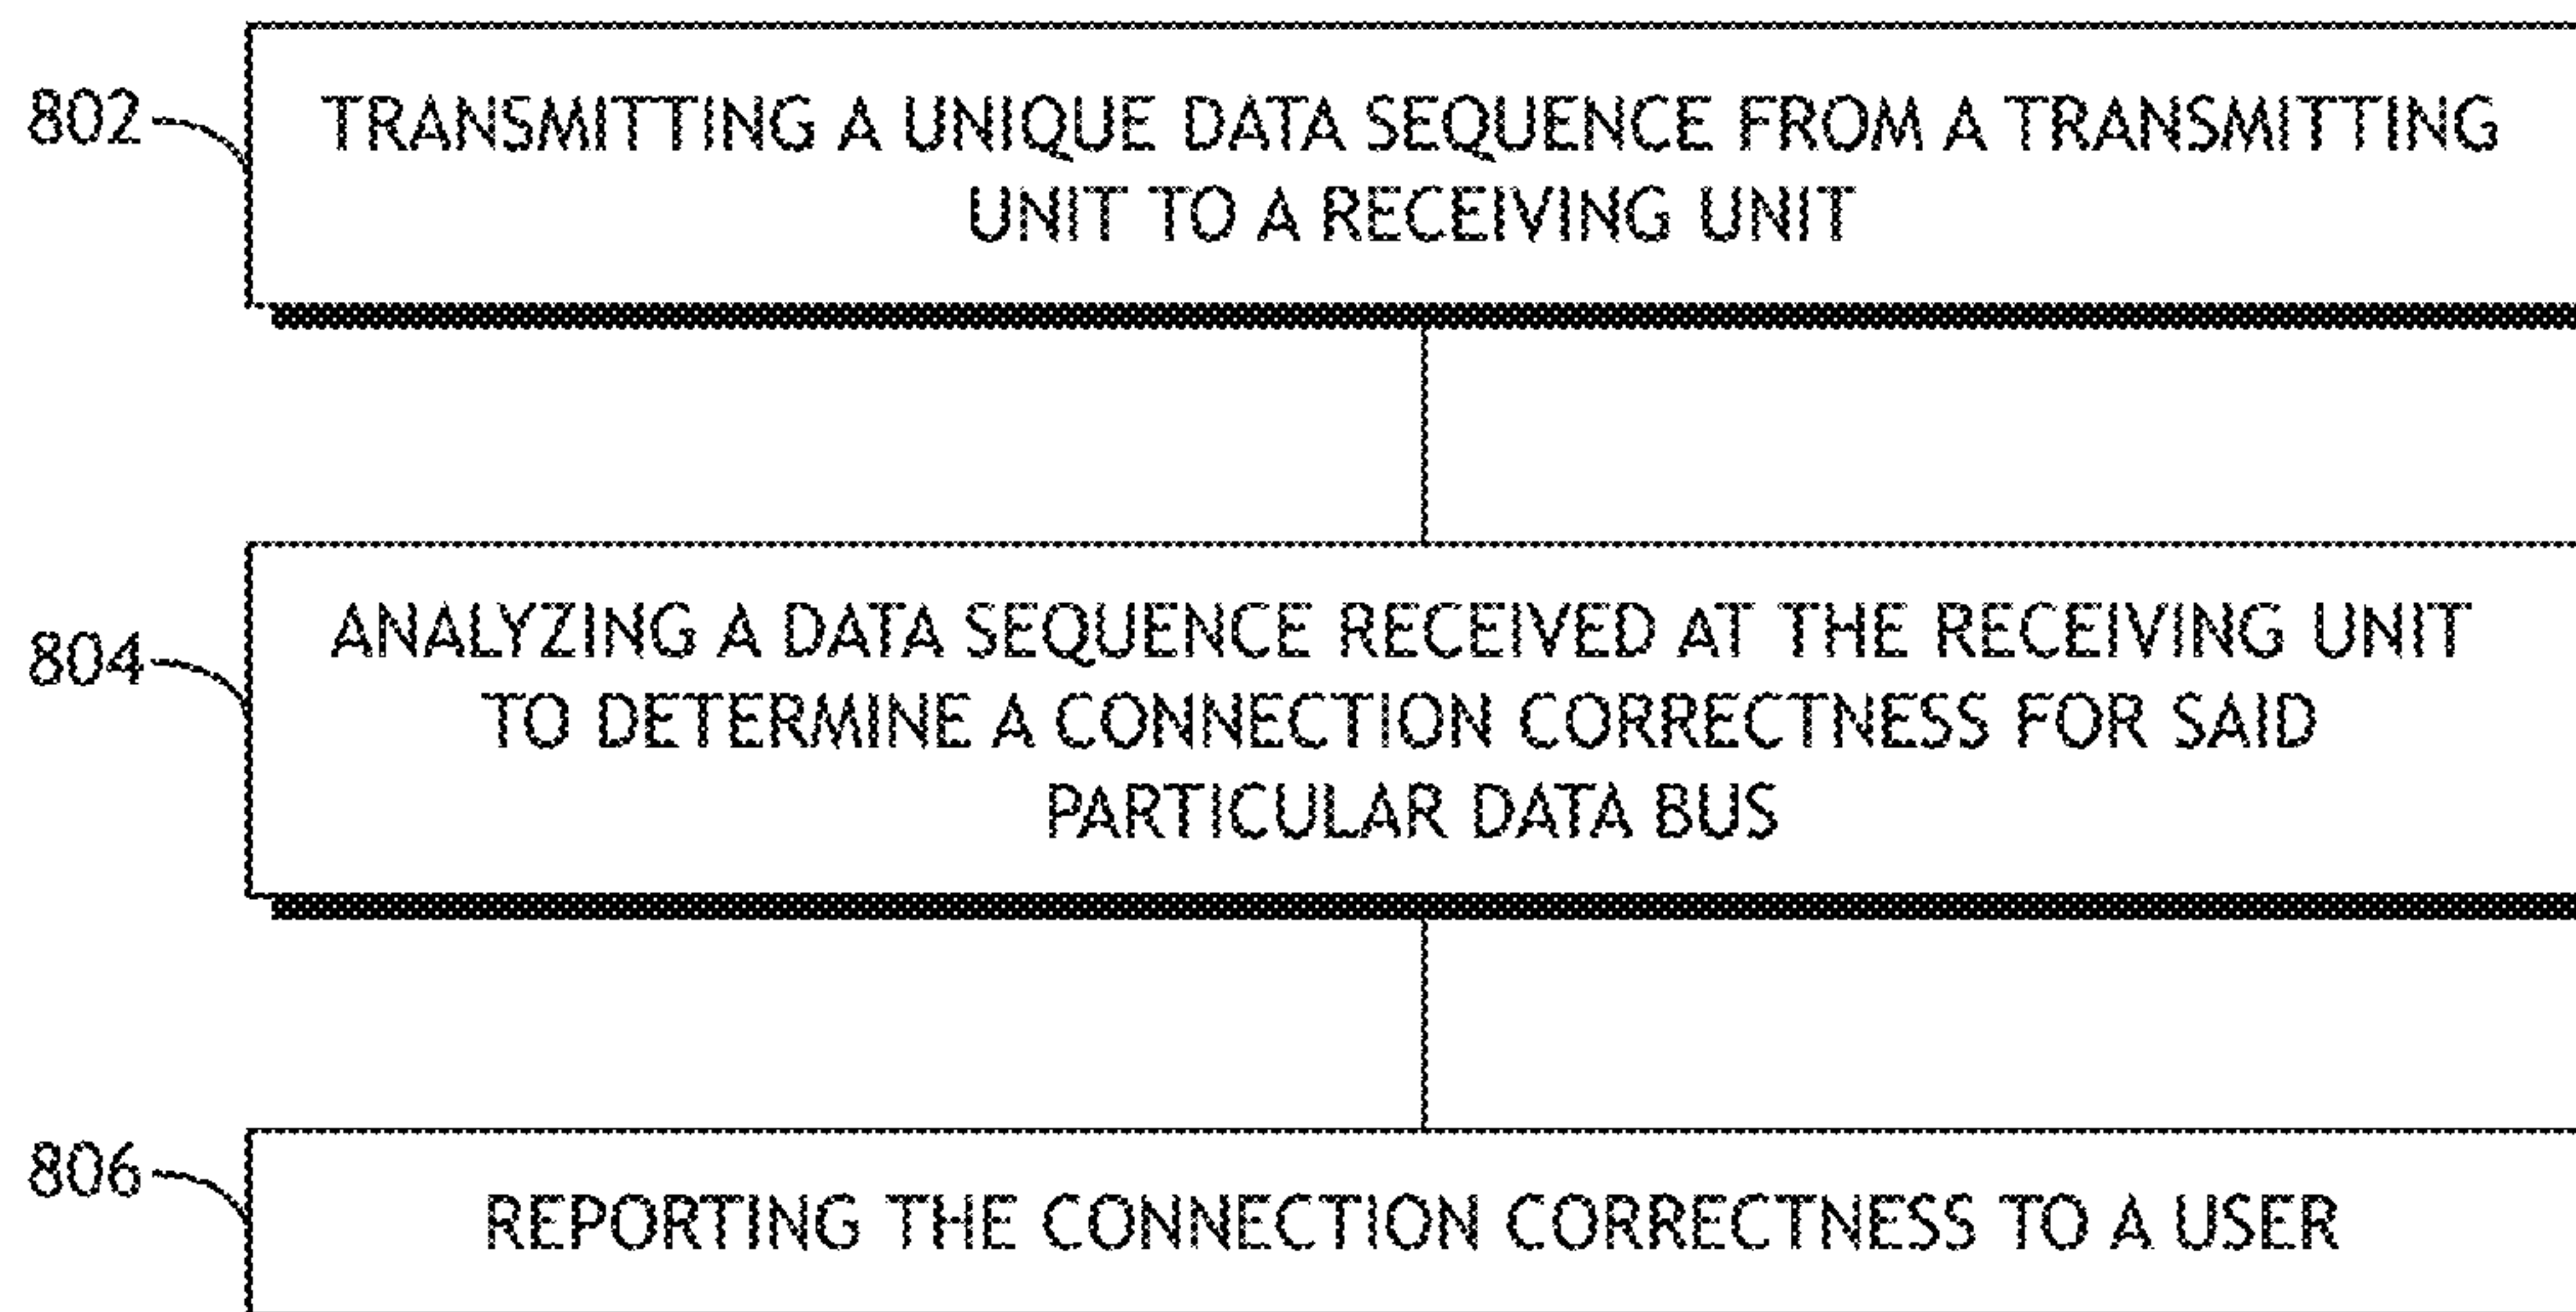 802
TRANSMITTING A UNIQUE DATA SEQUENCE FROM A TRANSMITTING
UNIT TO A RECEIVING UNIT
804
ANALYZING A DATA SEQUENCE RECEIVED AT THE RECEIVING UNIT
TO DETERMINE A CONNECTION CORRECTNESS FOR SAID
PARTICULAR DATA BUS
806
REPORTING THE CONNECTION CORRECTNESS TO A USER